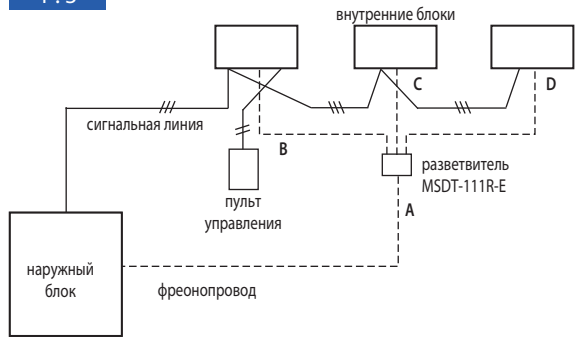 внутренние блоки
C
D
сигнальная линия
B
разветвитель
MSDT-111R-E
пульт
управления
A
наружный
блок
фреонопровод